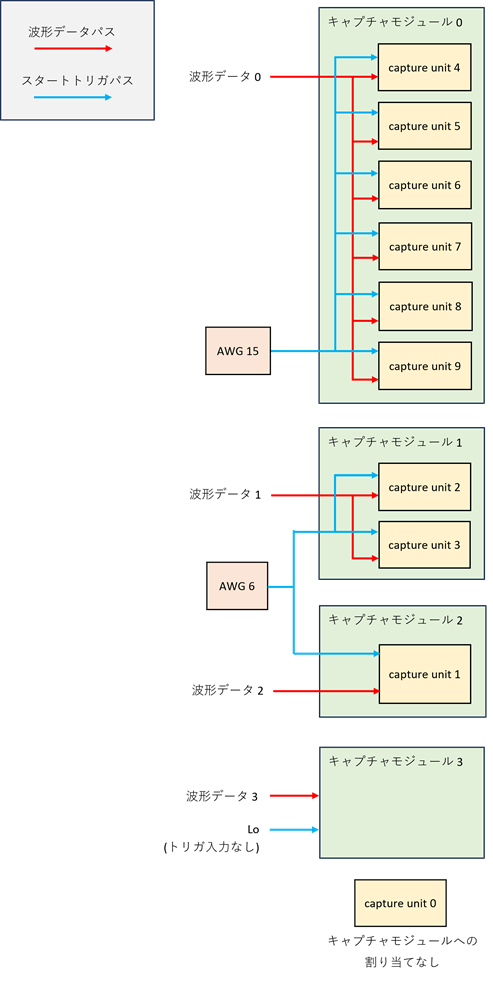 波形データパス
スタートトリガパス
キャプチャモジュール 0
波形データ 0
capture unit 4
capture unit 5
capture unit 6
capture unit 7
capture unit 8
AWG 15
capture unit 9
キャプチャモジュール 1
波形データ 1
capture unit 2
capture unit 3
AWG 6
キャプチャモジュール 2
capture unit 1
波形データ 2
キャプチャモジュール 3
波形データ 3
Lo
(トリガ入力なし)
capture unit 0
キャプチャモジュールへの
割り当てなし